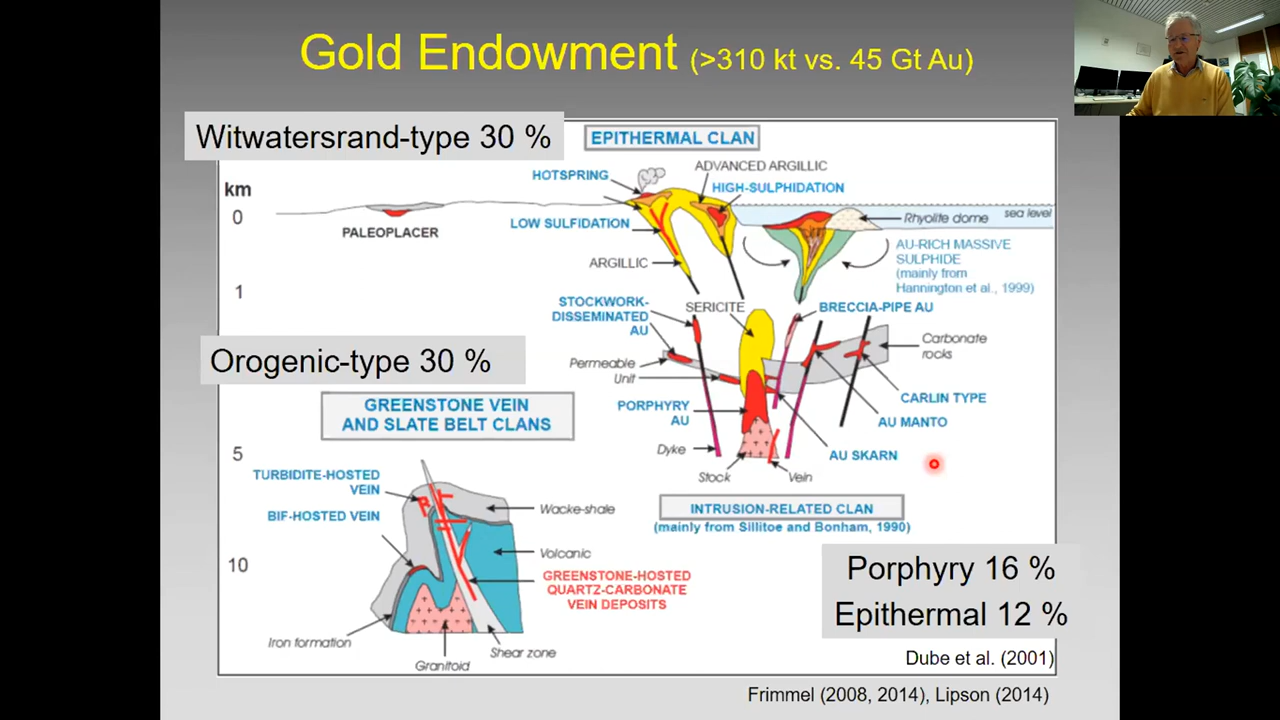 Gold Endowment (>310 kt vs. 45 Gt Au)
Witwatersrand-type 30 %
EPITHERMAL CLAN
km
0
1
5
10
PALEOPLACER
HOTSPRING
ADVANCED ARGILLIC
HIGH-SULPHIDATION
LOW SULFIDATION
ARGILLIC
Rhyolite dome
sea level
AU-RICH MASSIVE
SULPHIDE
(mainly from
Hannington et al., 1999)
STOCKWORK-
DISSEMINATED
AU
SERICITE
BRECCIA-PIPE AU
Permeable
Unit
Carbonate
rocks
PORPHYRY
AU
CARLIN TYPE
AU MANTO
AU SKARN
Dyke
Stock
Vein
INTRUSION-RELATED CLAN
(mainly from Sillitoe and Bonham, 1990)
Orogenic-type 30 %
GREENSTONE VEIN
AND SLATE BELT CLANS
TURBIDITE-HOSTED
VEIN
BIF-HOSTED VEIN
Wacke-shale
Volcanic
GREENSTONE-HOSTED
QUARTZ-CARBONATE
VEIN DEPOSITS
Iron formation
Granitoid
Shear zone
Porphyry 16 %
Epithermal 12 %
Dube et al. (2001)
Frimmel (2008, 2014), Lipson (2014)